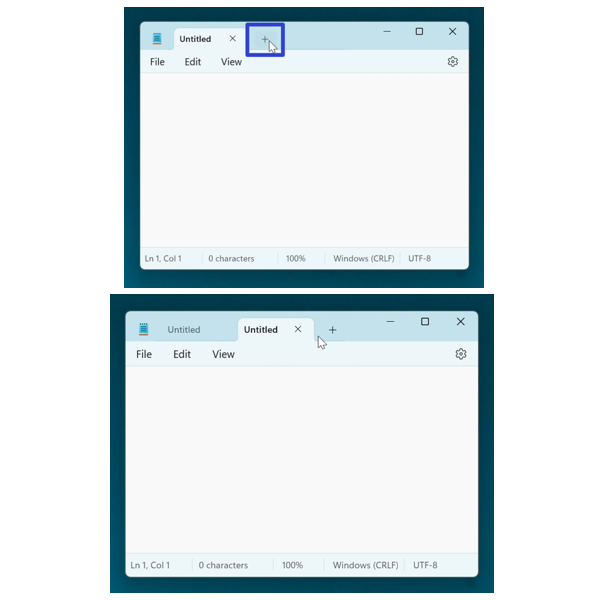 Untitled
File Edit View
Ln 1, Col 1 0 characters 100% Windows (CRLF) UTF-8
Untitled Untitled
File Edit View
Ln 1, Col 1 0 characters 100% Windows (CRLF) UTF-8